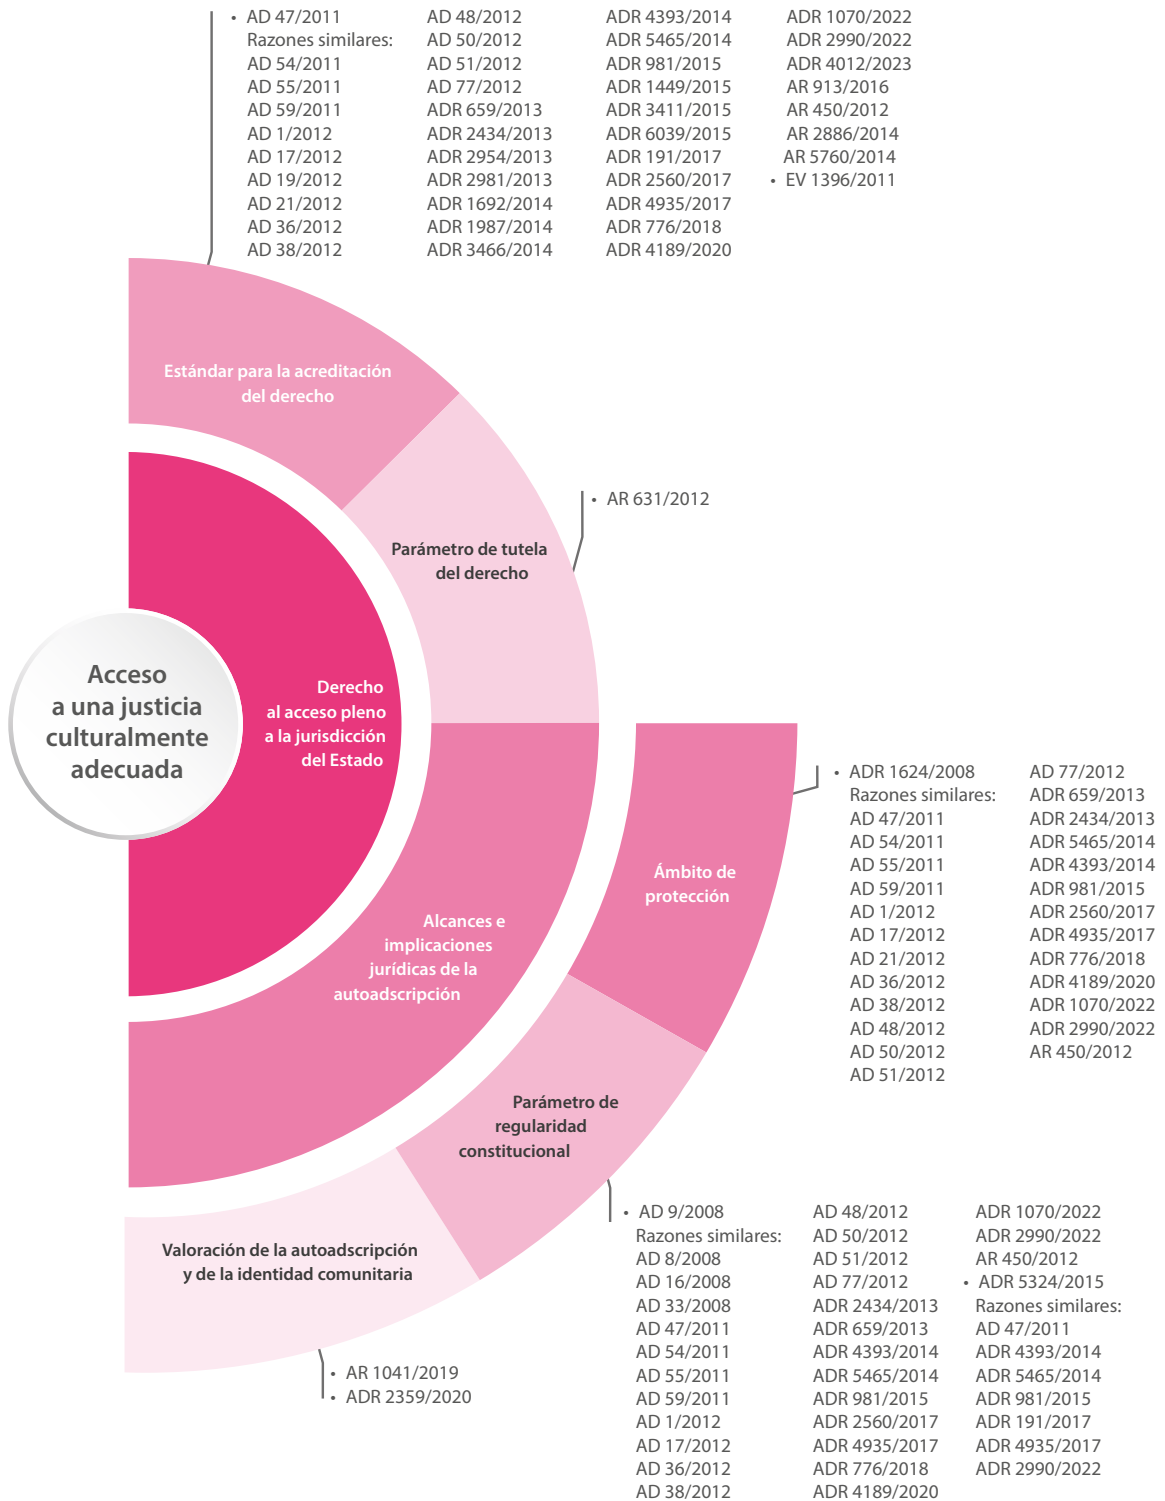 • AD 47/2011
Razones similares:
AD 54/2011
AD 55/2011
AD 59/2011
AD 1/2012
AD 17/2012
AD 19/2012
AD 21/2012
AD 36/2012
AD 38/2012
AD 48/2012
AD 50/2012
AD 51/2012
AD 77/2012
ADR 659/2013
ADR 2434/2013
ADR 2954/2013
ADR 2981/2013
ADR 1692/2014
ADR 1987/2014
ADR 3466/2014
ADR 4393/2014
ADR 5465/2014
ADR 981/2015
ADR 1449/2015
ADR 3411/2015
ADR 6039/2015
ADR 191/2017
ADR 2560/2017
ADR 4935/2017
ADR 776/2018
ADR 4189/2020
ADR 1070/2022
ADR 2990/2022
ADR 4012/2023
AR 913/2016
AR 450/2012
AR 2886/2014
AR 5760/2014
• EV 1396/2011
Estándar para la acreditación
del derecho
• AR 631/2012
Parámetro de tutela
del derecho
Acceso
a una justicia
culturalmente
adecuada
Derecho
al acceso pleno
a la jurisdicción
del Estado
Alcances e
implicaciones
jurídicas de la
autoadscripción
Ámbito de
protección
• ADR 1624/2008
Razones similares:
AD 47/2011
AD 54/2011
AD 55/2011
AD 59/2011
AD 1/2012
AD 17/2012
AD 21/2012
AD 36/2012
AD 38/2012
AD 48/2012
AD 50/2012
AD 51/2012
AD 77/2012
ADR 659/2013
ADR 2434/2013
ADR 5465/2014
ADR 4393/2014
ADR 981/2015
ADR 2560/2017
ADR 4935/2017
ADR 776/2018
ADR 4189/2020
ADR 1070/2022
ADR 2990/2022
AR 450/2012
Parámetro de
regularidad
constitucional
• AD 9/2008
Razones similares:
AD 8/2008
AD 16/2008
AD 33/2008
AD 47/2011
AD 54/2011
AD 55/2011
AD 59/2011
AD 1/2012
AD 17/2012
AD 36/2012
AD 38/2012
AD 48/2012
AD 50/2012
AD 51/2012
AD 77/2012
ADR 2434/2013
ADR 659/2013
ADR 4393/2014
ADR 5465/2014
ADR 981/2015
ADR 2560/2017
ADR 4935/2017
ADR 776/2018
ADR 4189/2020
ADR 1070/2022
ADR 2990/2022
AR 450/2012
• ADR 5324/2015
Razones similares:
AD 47/2011
ADR 4393/2014
ADR 5465/2014
ADR 981/2015
ADR 191/2017
ADR 4935/2017
ADR 2990/2022
Valoración de la autoadscripción
y de la identidad comunitaria
• AR 1041/2019
• ADR 2359/2020